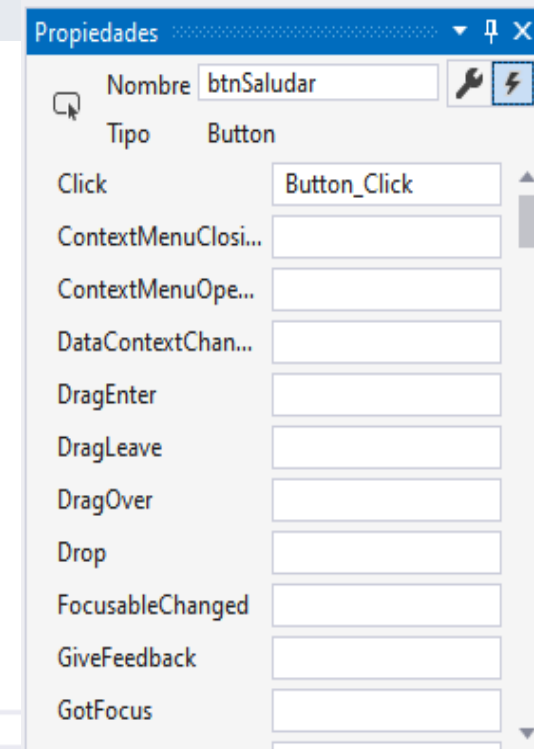 Propiedades
Nombre btnSaludar
Tipo Button
Click Button_Click
ContextMenuClosi...
ContextMenuOpe...
DataContextChan...
DragEnter
DragLeave
DragOver
Drop
FocusableChanged
GiveFeedback
GotFocus